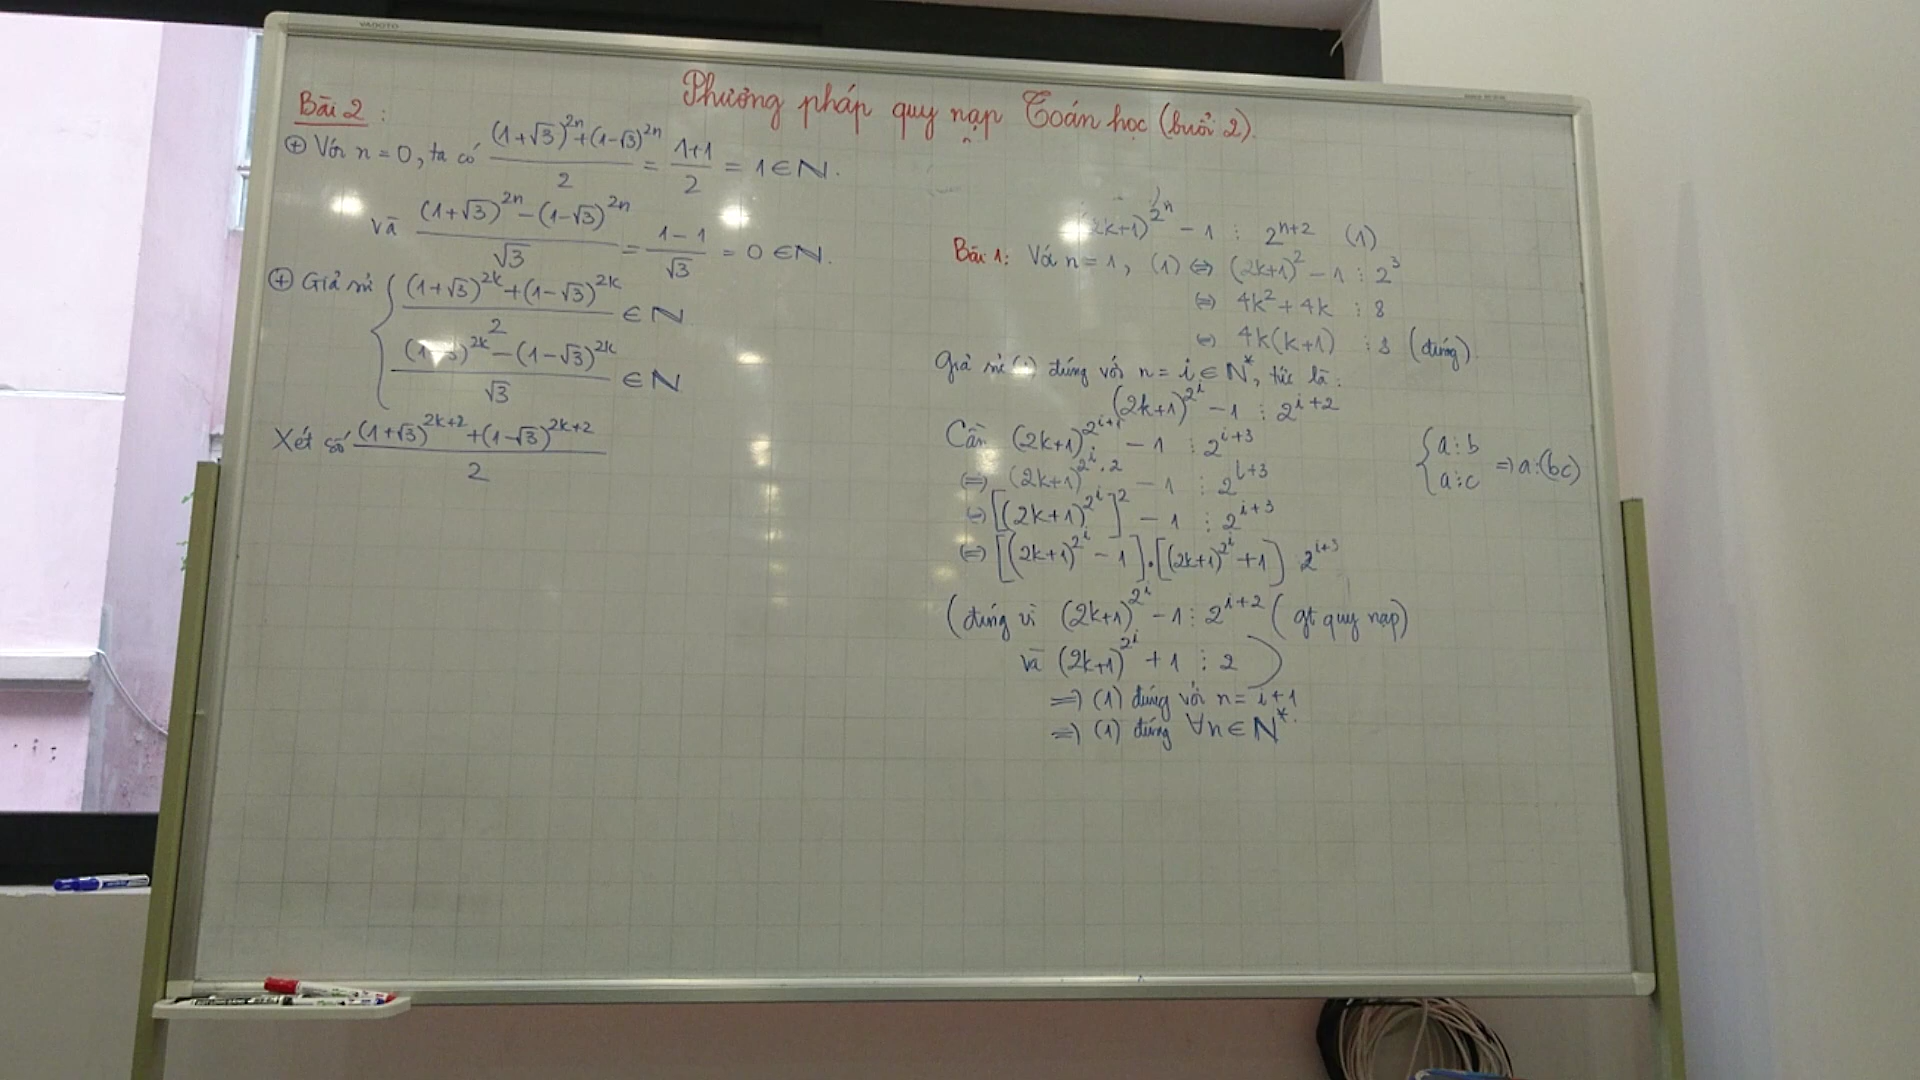 Phương pháp quy nạp Toán học (buổi 2).
Bài 2 :
⊕ Với n = 0, ta có ((1+√3)^{2n}+(1-√3)^{2n})/2 = (1+1)/2 = 1 ∈ N.
và ((1+√3)^{2n}-(1-√3)^{2n})/√3 = (1-1)/√3 = 0 ∈ N.
⊕ Giả sử { ((1+√3)^{2k}+(1-√3)^{2k})/2 ∈ N
((1 3)^{2k}-(1-√3)^{2k})/√3 ∈ N
Xét số ((1+√3)^{2k+2}+(1-√3)^{2k+2})/2
2k+1)^{2^n} - 1 ⋮ 2^{n+2} (1)
Bài 1: Với n = 1, (1) ⇔ (2k+1)^2 - 1 ⋮ 2^3
⇔ 4k^2 + 4k ⋮ 8
⇔ 4k(k+1) ⋮ 8 (đúng)
Giả sử (1) đúng với n = i ∈ N*, tức là:
(2k+1)^{2^i} - 1 ⋮ 2^{i+2}
Cần (2k+1)^{2^{i+1}} - 1 ⋮ 2^{i+3}
⇔ (2k+1)^{2^i.2} - 1 ⋮ 2^{i+3}
⇔ [(2k+1)^{2^i}]^2 - 1 ⋮ 2^{i+3}
⇔ [(2k+1)^{2^i} - 1].[(2k+1)^{2^i}+1] 2^{i+3}
(đúng vì (2k+1)^{2^i} - 1 ⋮ 2^{i+2} (gt quy nạp)
và (2k+1)^{2^i} + 1 ⋮ 2 )
⇒ (1) đúng với n = i+1
⇒ (1) đúng ∀n ∈ N*.
{ a ⋮ b
a ⋮ c ⇒ a ⋮ (bc)